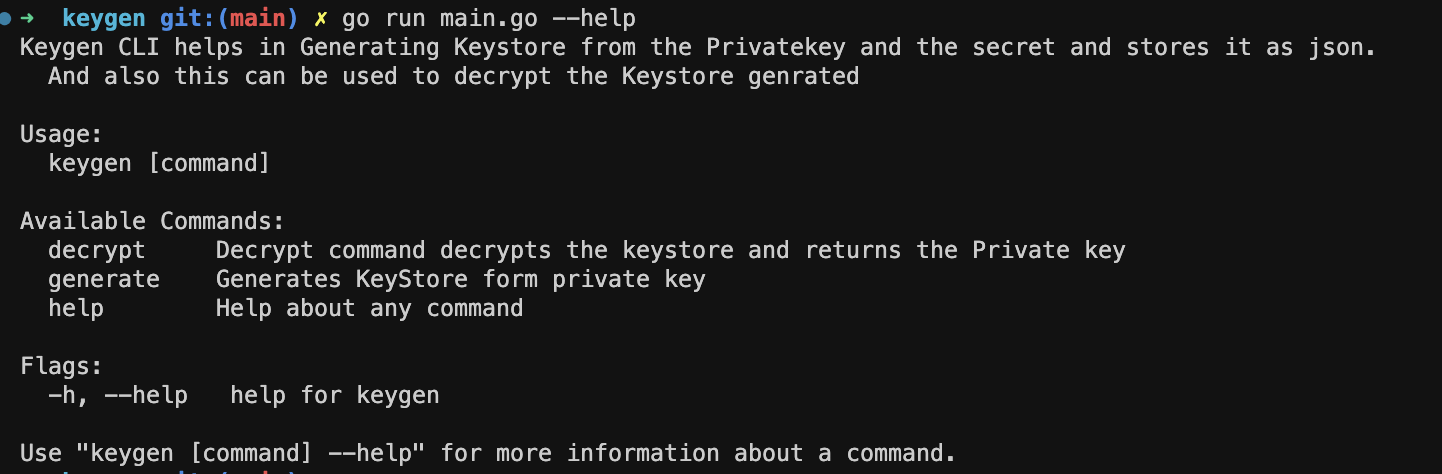 ➜  keygen git:(main) ✗ go run main.go --help
Keygen CLI helps in Generating Keystore from the Privatekey and the secret and stores it as json.
  And also this can be used to decrypt the Keystore genrated

Usage:
  keygen [command]

Available Commands:
  decrypt     Decrypt command decrypts the keystore and returns the Private key
  generate    Generates KeyStore form private key
  help        Help about any command

Flags:
  -h, --help   help for keygen

Use "keygen [command] --help" for more information about a command.